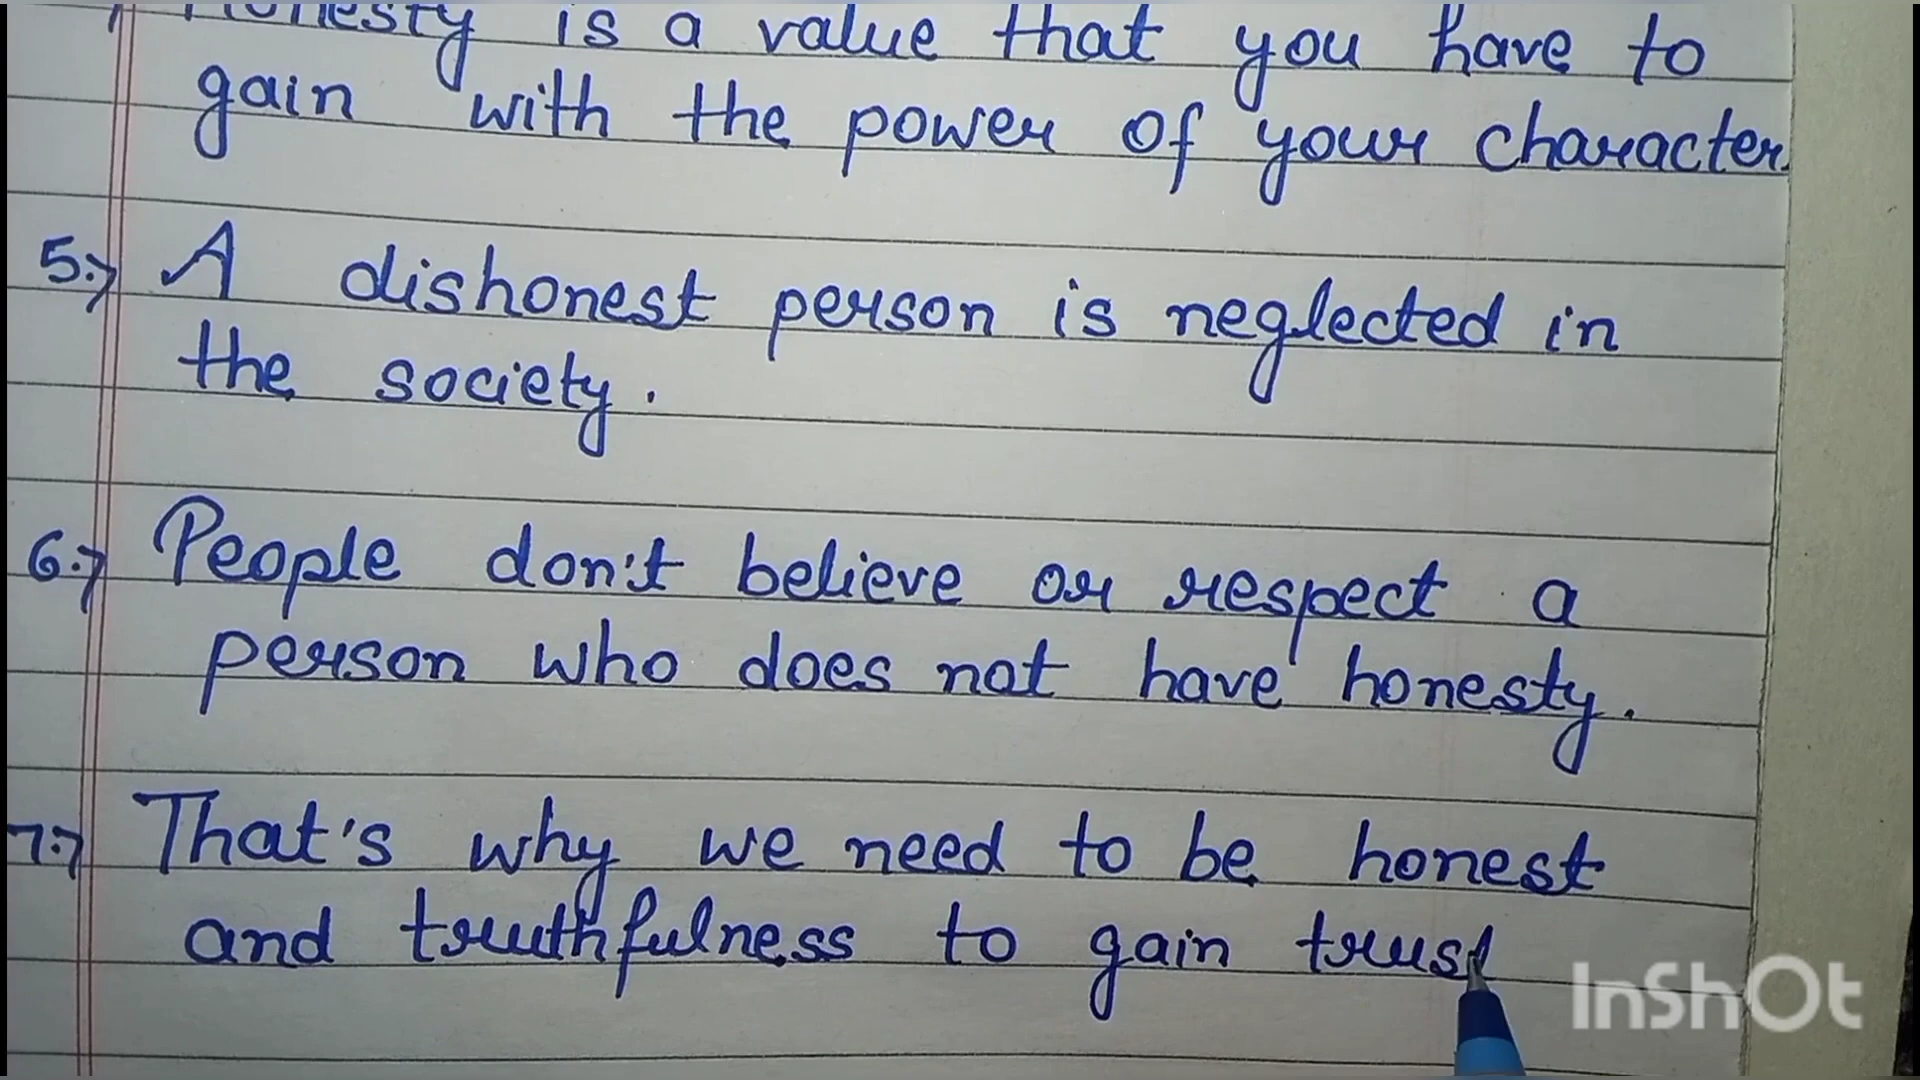 Honesty is a value that you have to
gain with the power of your character.
5.) A dishonest person is neglected in
the society.
6.) People don't believe or respect a
person who does not have honesty.
7.) That's why we need to be honest
and truthfulness to gain trust
InShOt